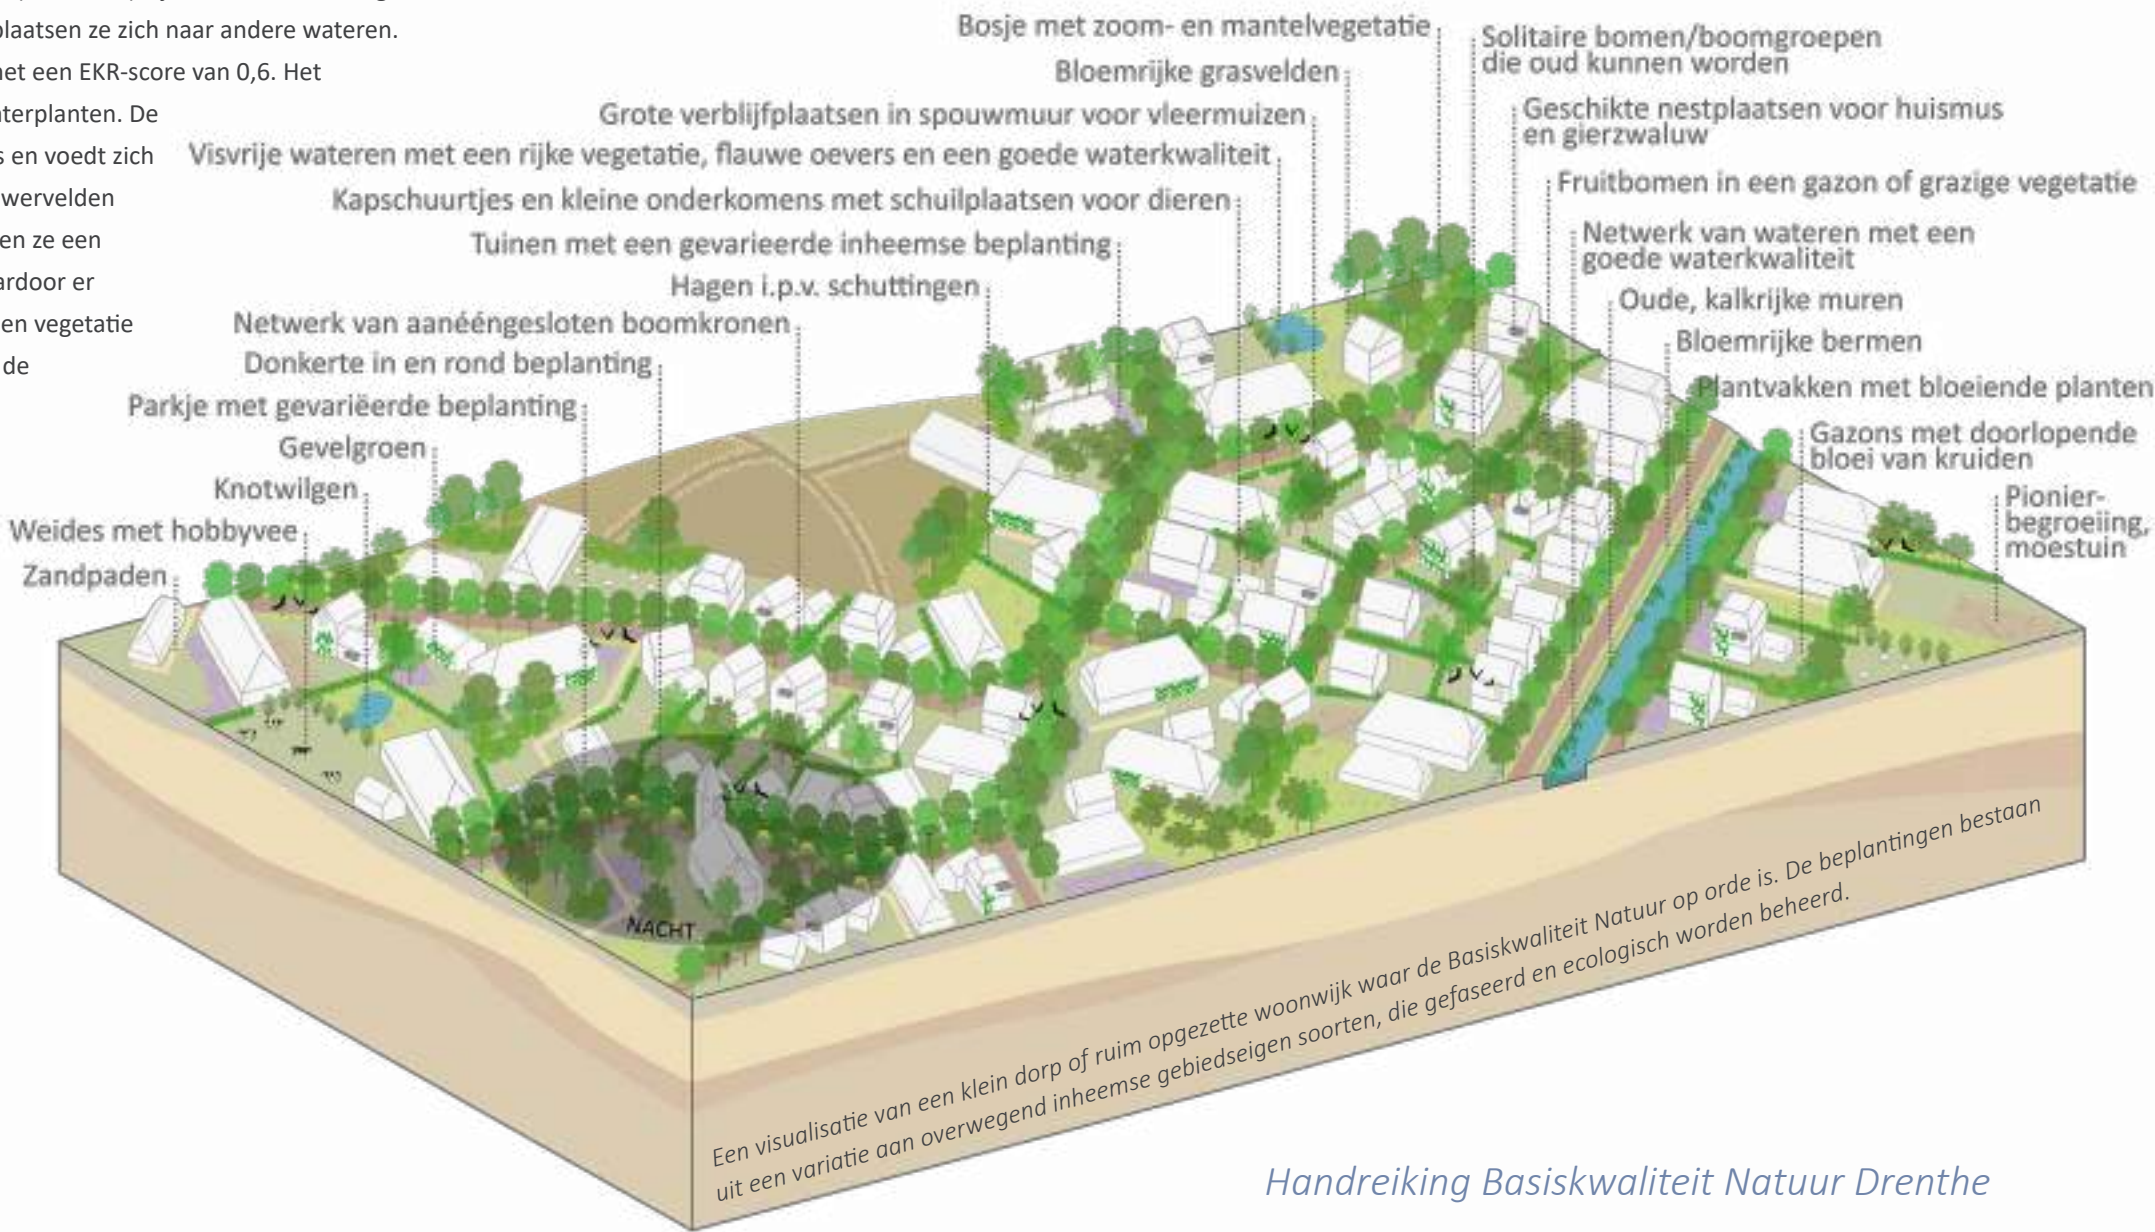 plaatsen ze zich naar andere wateren.
met een EKR-score van 0,6. Het
waterplanten. De
s en voedt zich
wervelden
en ze een
ardoor er
en vegetatie
de
Bosje met zoom- en mantelvegetatie
Bloemrijke grasvelden
Grote verblijfplaatsen in spouwmuur voor vleermuizen
Visvrije wateren met een rijke vegetatie, flauwe oevers en een goede waterkwaliteit
Kapschuurtjes en kleine onderkomens met schuilplaatsen voor dieren
Tuinen met een gevarieerde inheemse beplanting
Hagen i.p.v. schuttingen
Netwerk van aanééngesloten boomkronen
Donkerte in en rond beplanting
Parkje met gevariëerde beplanting
Gevelgroen
Knotwilgen
Weides met hobbyvee
Zandpaden
Solitaire bomen/boomgroepen
die oud kunnen worden
Geschikte nestplaatsen voor huismus
en gierzwaluw
Fruitbomen in een gazon of grazige vegetatie
Netwerk van wateren met een
goede waterkwaliteit
Oude, kalkrijke muren
Bloemrijke bermen
Plantvakken met bloeiende planten
Gazons met doorlopende
bloei van kruiden
Pionier-
begroeiing,
moestuin
NACHT
Een visualisatie van een klein dorp of ruim opgezette woonwijk waar de Basiskwaliteit Natuur op orde is. De beplantingen bestaan
uit een variatie aan overwegend inheemse gebiedseigen soorten, die gefaseerd en ecologisch worden beheerd.
Handreiking Basiskwaliteit Natuur Drenthe